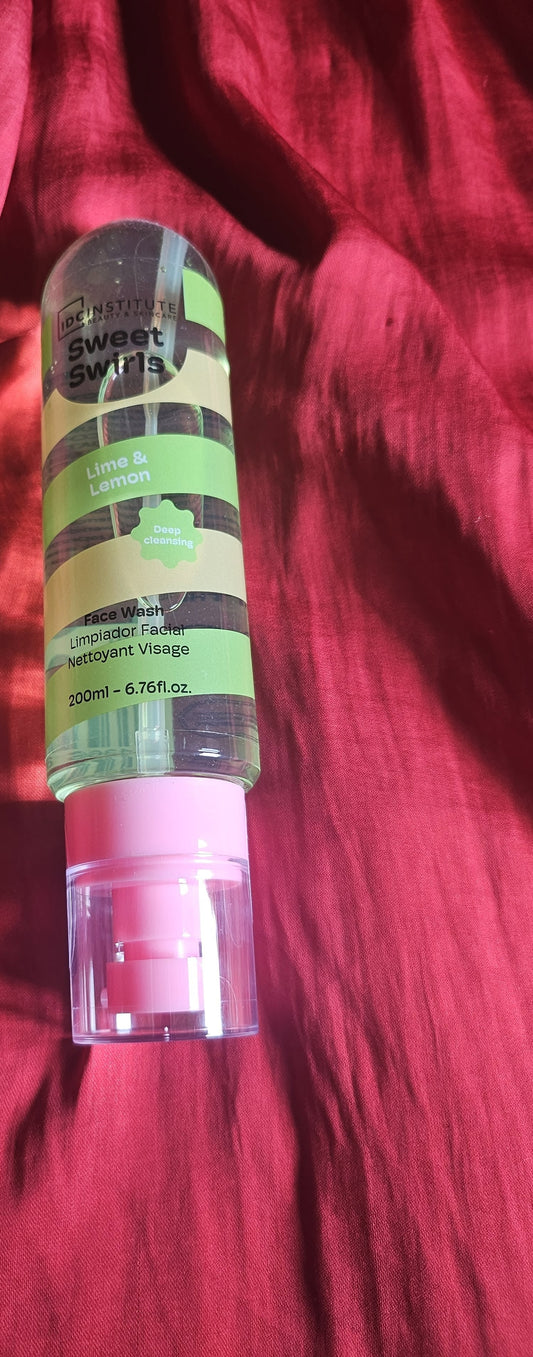 IDC INSTITUTE
BEAUTY & SKINCARE
Sweet
Swirls
Lime &
Lemon
Deep
cleansing
Face Wash
Limpiador Facial
Nettoyant Visage
200ml - 6.76fl.oz.